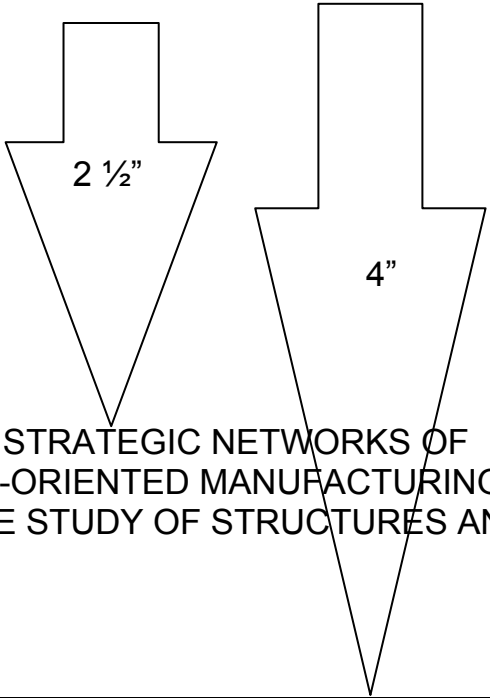 2 ½”
4”
STRATEGIC NETWORKS OF
-ORIENTED MANUFACTURING
E STUDY OF STRUCTURES AN